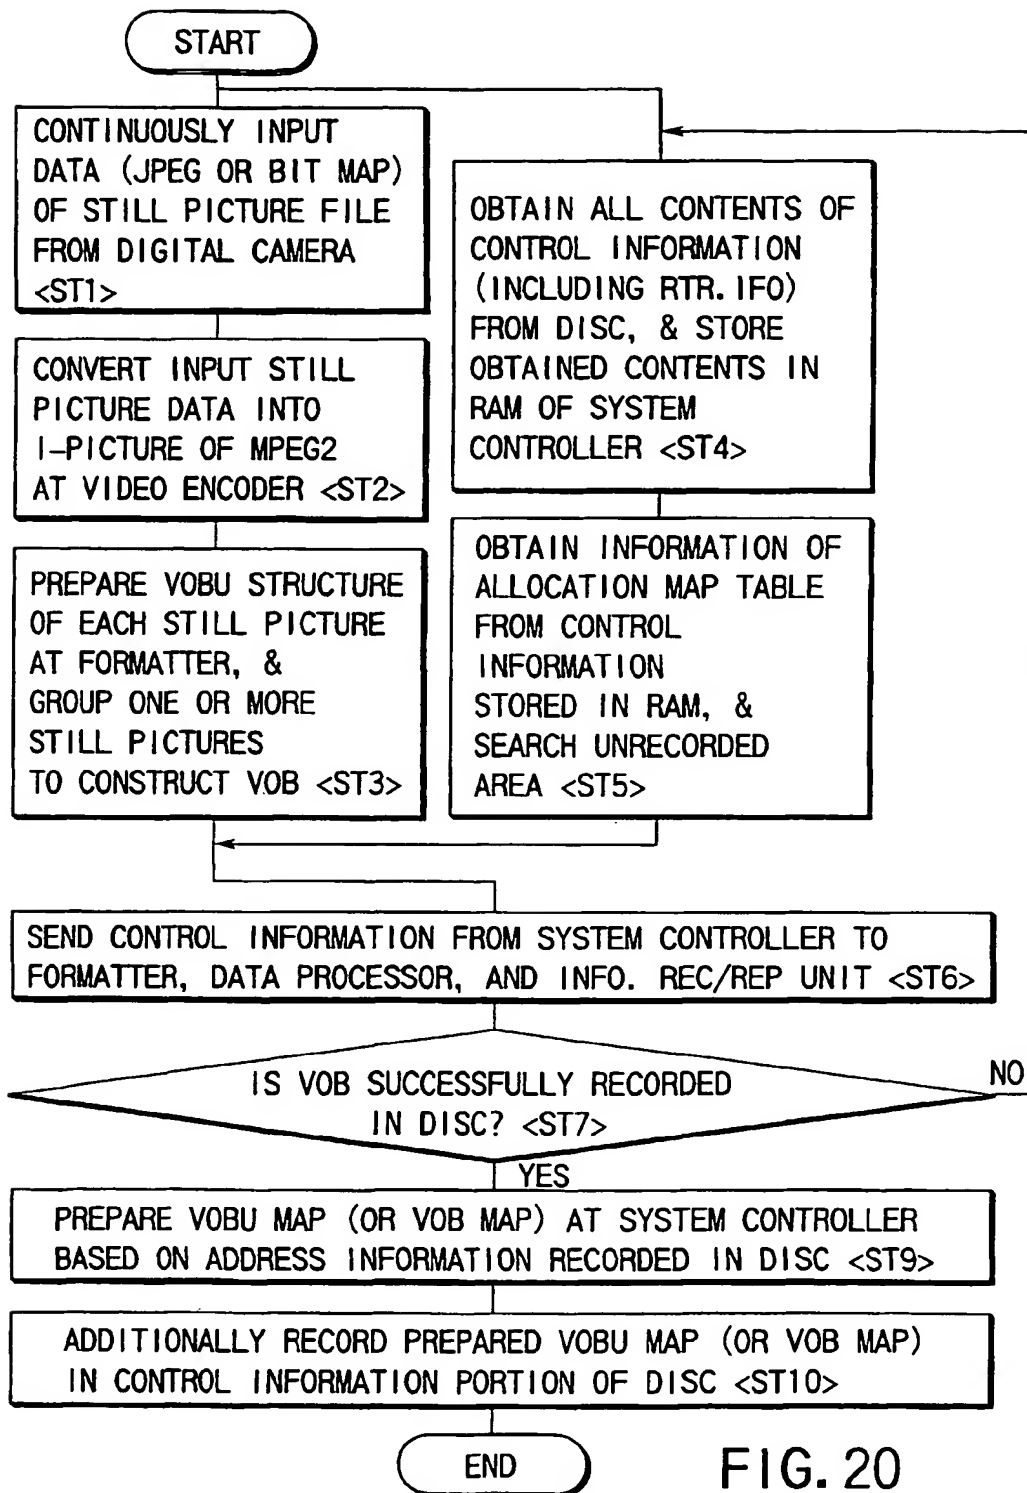 START
CONTINUOUSLY INPUT
DATA (JPEG OR BIT MAP)
OF STILL PICTURE FILE
FROM DIGITAL CAMERA
<ST1>
CONVERT INPUT STILL
PICTURE DATA INTO
I-PICTURE OF MPEG2
AT VIDEO ENCODER <ST2>
PREPARE VOBU STRUCTURE
OF EACH STILL PICTURE
AT FORMATTER, &
GROUP ONE OR MORE
STILL PICTURES
TO CONSTRUCT VOB <ST3>
OBTAIN ALL CONTENTS OF
CONTROL INFORMATION
(INCLUDING RTR. IFO)
FROM DISC, & STORE
OBTAINED CONTENTS IN
RAM OF SYSTEM
CONTROLLER <ST4>
OBTAIN INFORMATION OF
ALLOCATION MAP TABLE
FROM CONTROL
INFORMATION
STORED IN RAM, &
SEARCH UNRECORDED
AREA <ST5>
SEND CONTROL INFORMATION FROM SYSTEM CONTROLLER TO
FORMATTER, DATA PROCESSOR, AND INFO. REC/REP UNIT <ST6>
IS VOB SUCCESSFULLY RECORDED
IN DISC? <ST7>
NO
YES
PREPARE VOBU MAP (OR VOB MAP) AT SYSTEM CONTROLLER
BASED ON ADDRESS INFORMATION RECORDED IN DISC <ST9>
ADDITIONALLY RECORD PREPARED VOBU MAP (OR VOB MAP)
IN CONTROL INFORMATION PORTION OF DISC <ST10>
END
FIG. 20